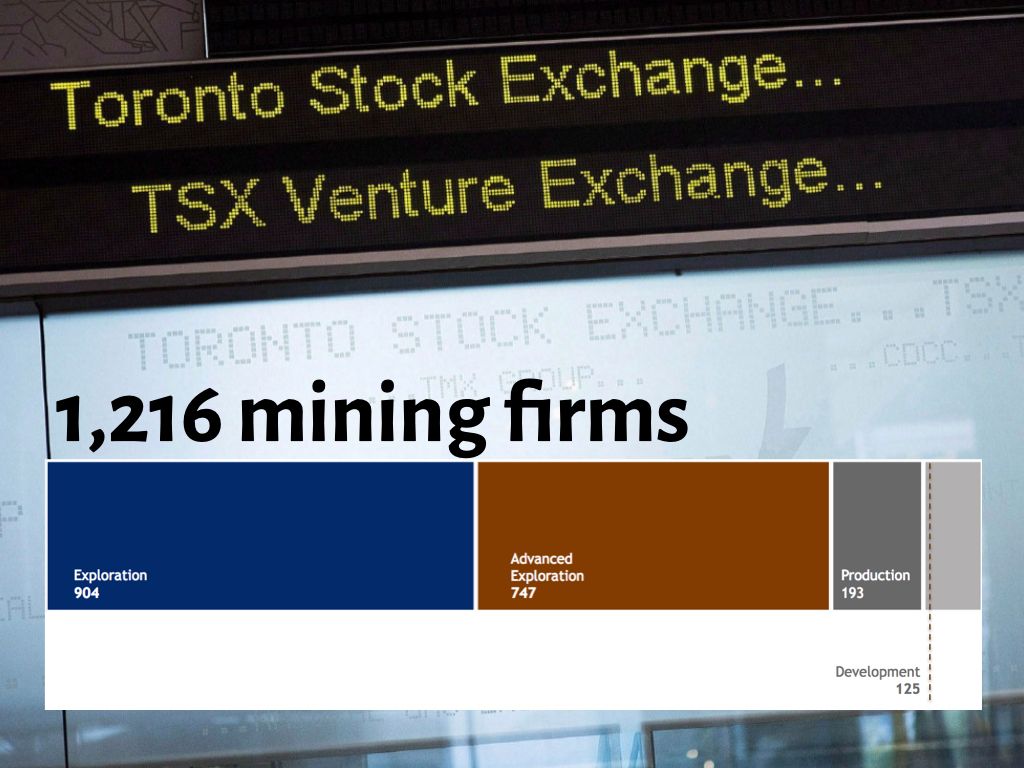 Toronto Stock Exchange...
TSX Venture Exchange...
TORONTO STOCK EXCHANGE...TSX
...TMX GROUP...
...CDCC...T
1,216 mining firms
Exploration
904
Advanced
Exploration
747
Production
193
Development
125